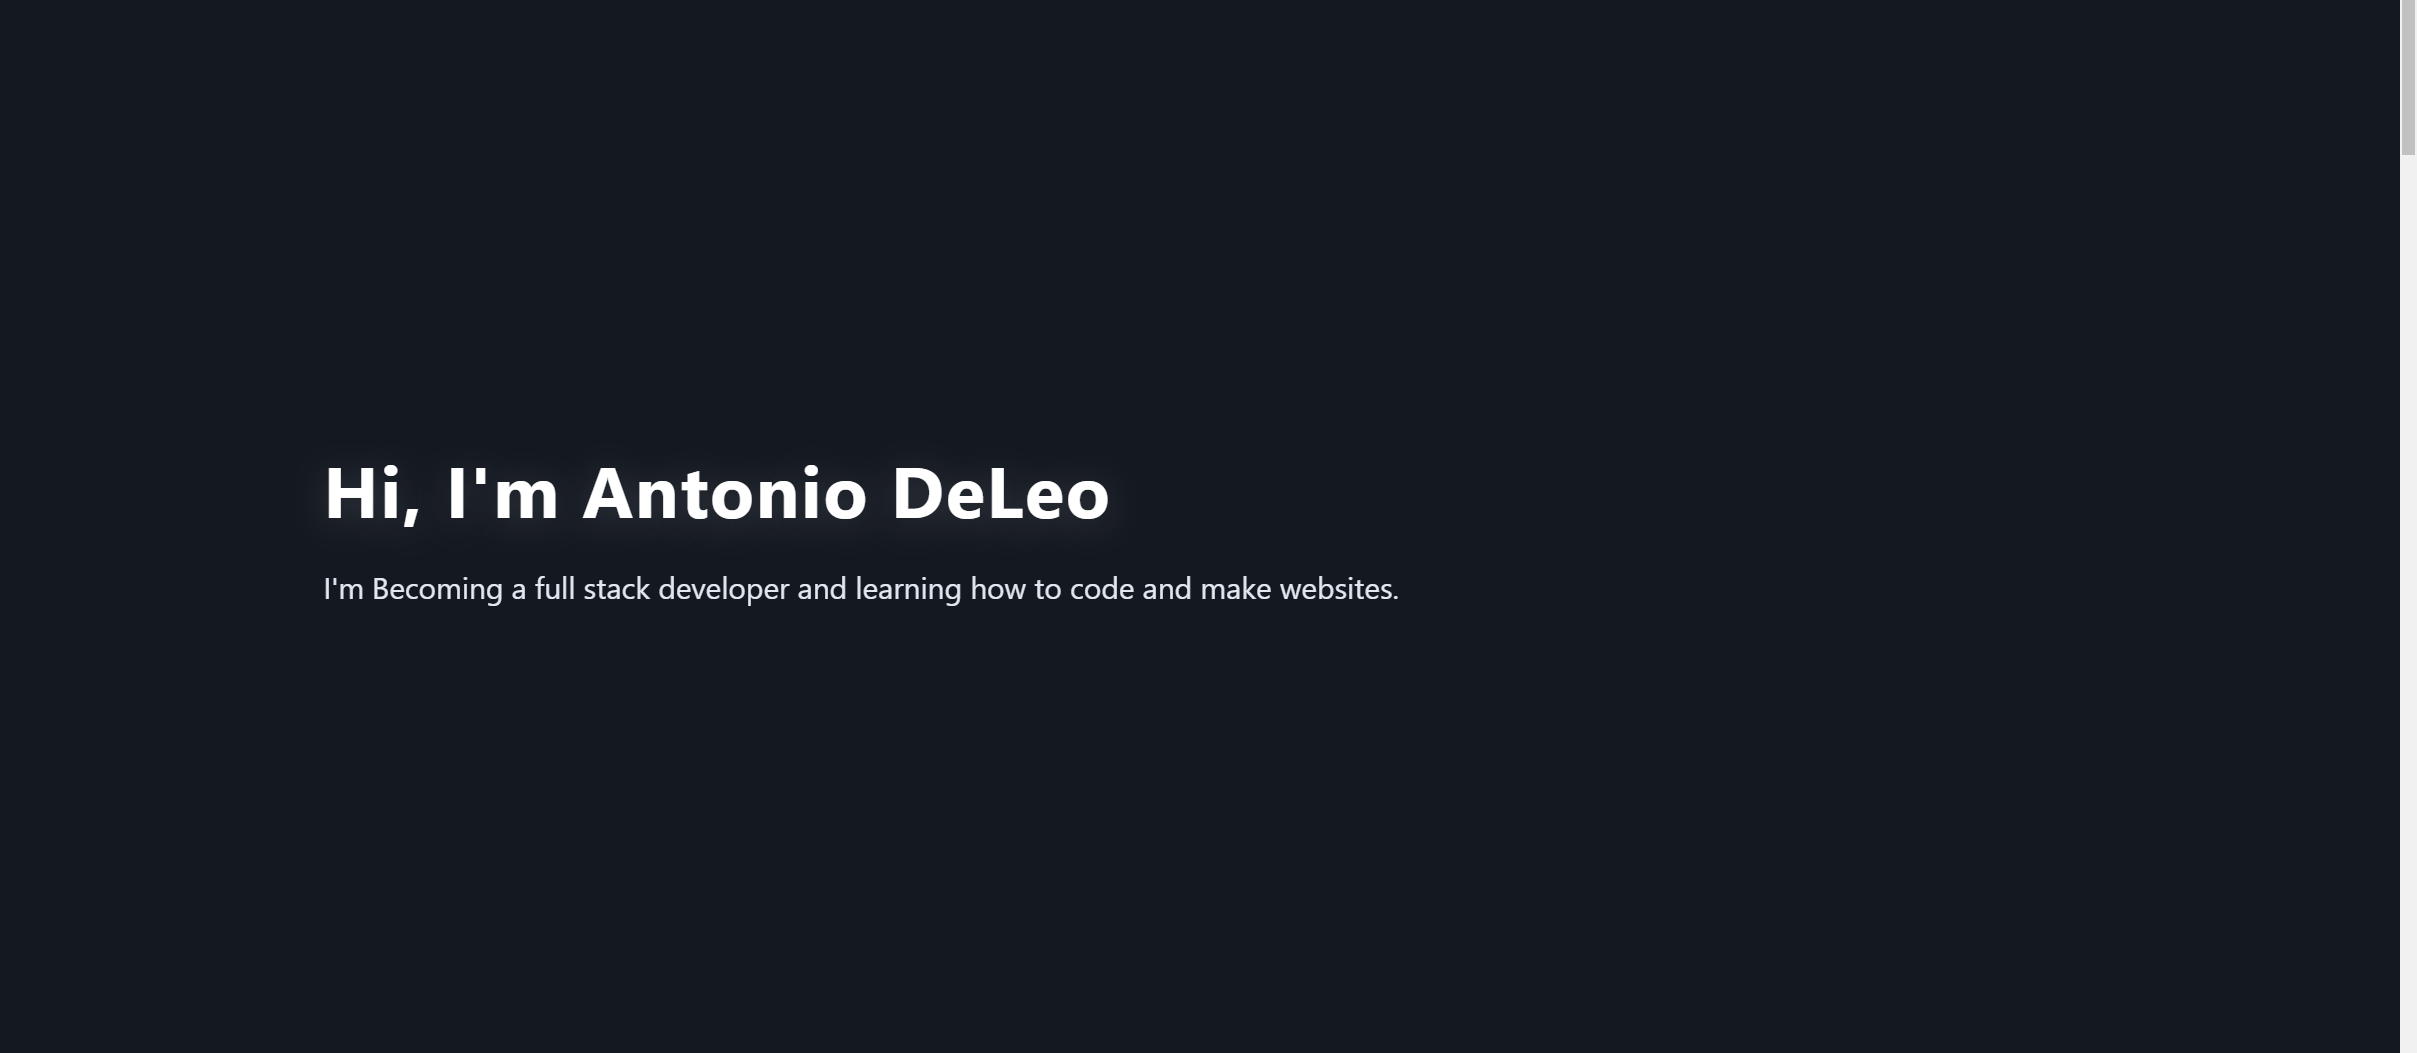 Hi, I'm Antonio DeLeo
I'm Becoming a full stack developer and learning how to code and make websites.